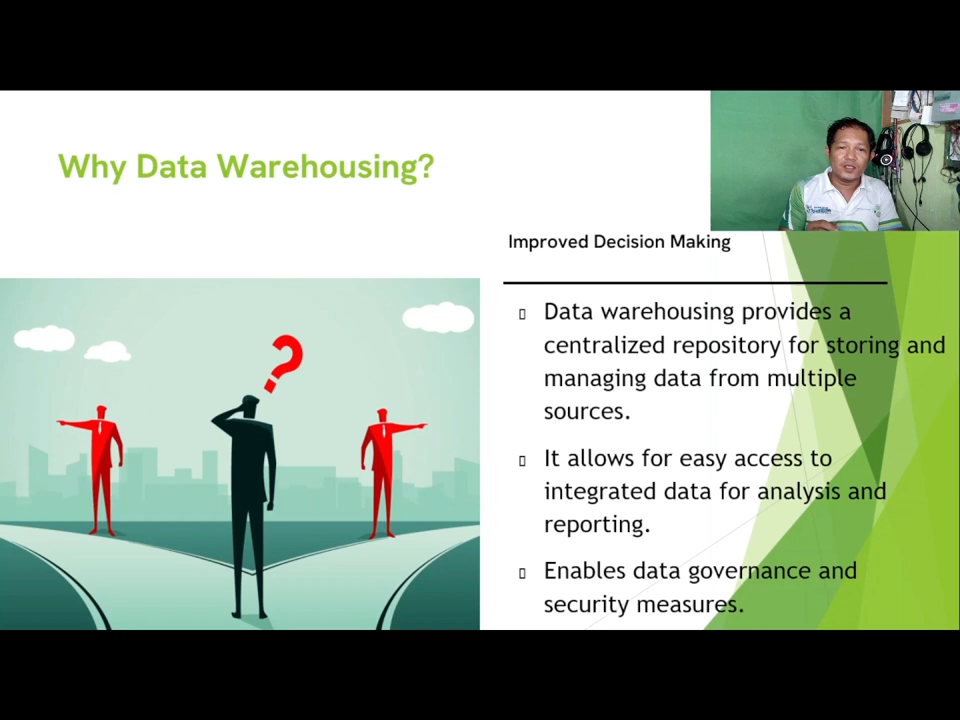 Why Data Warehousing?
Improved Decision Making
Data warehousing provides a
centralized repository for storing and
managing data from multiple
sources.
It allows for easy access to
integrated data for analysis and
reporting.
Enables data governance and
security measures.
?